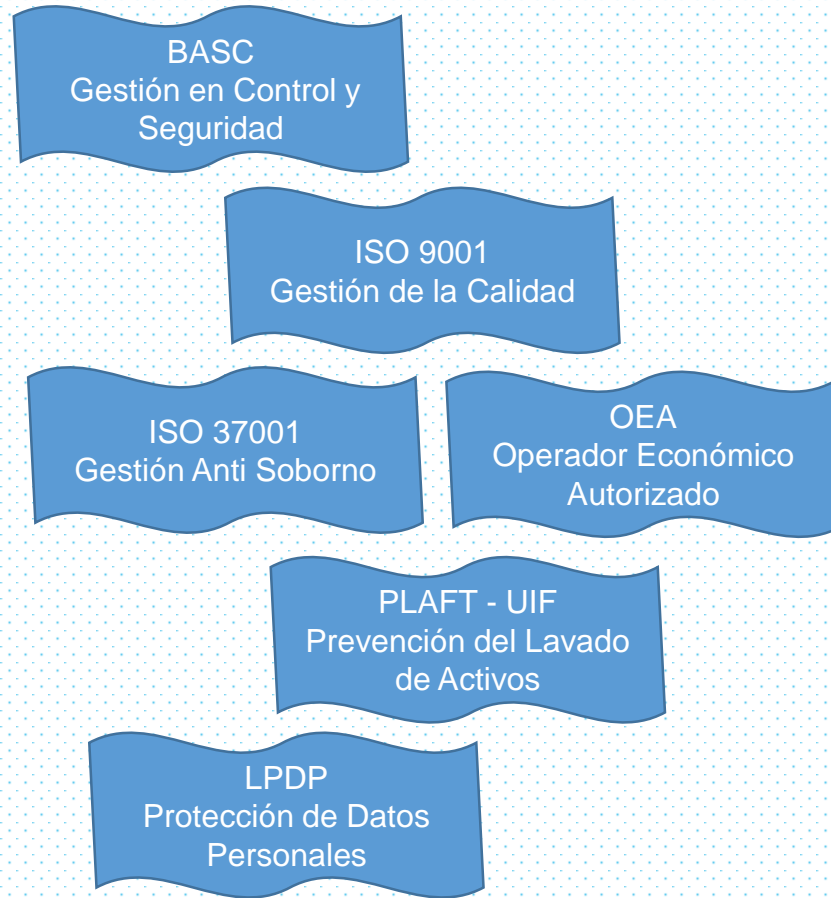 BASC
Gestión en Control y
Seguridad
ISO 9001
Gestión de la Calidad
ISO 37001
Gestión Anti Soborno
OEA
Operador Económico
Autorizado
PLAFT - UIF
Prevención del Lavado
de Activos
LPDP
Protección de Datos
Personales